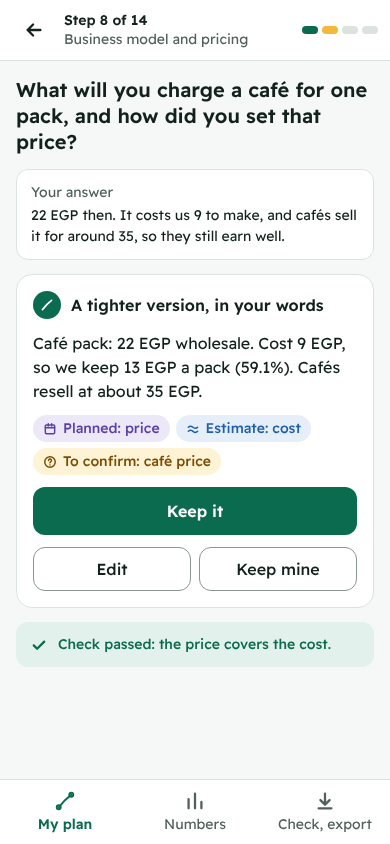 Step 8 of 14
Business model and pricing
What will you charge a café for one
pack, and how did you set that
price?
Your answer
22 EGP then. It costs us 9 to make, and cafés sell
it for around 35, so they still earn well.
A tighter version, in your words
Café pack: 22 EGP wholesale. Cost 9 EGP,
so we keep 13 EGP a pack (59.1%). Cafés
resell at about 35 EGP.
Planned: price
Estimate: cost
To confirm: café price
Keep it
Edit
Keep mine
Check passed: the price covers the cost.
My plan
Numbers
Check, export